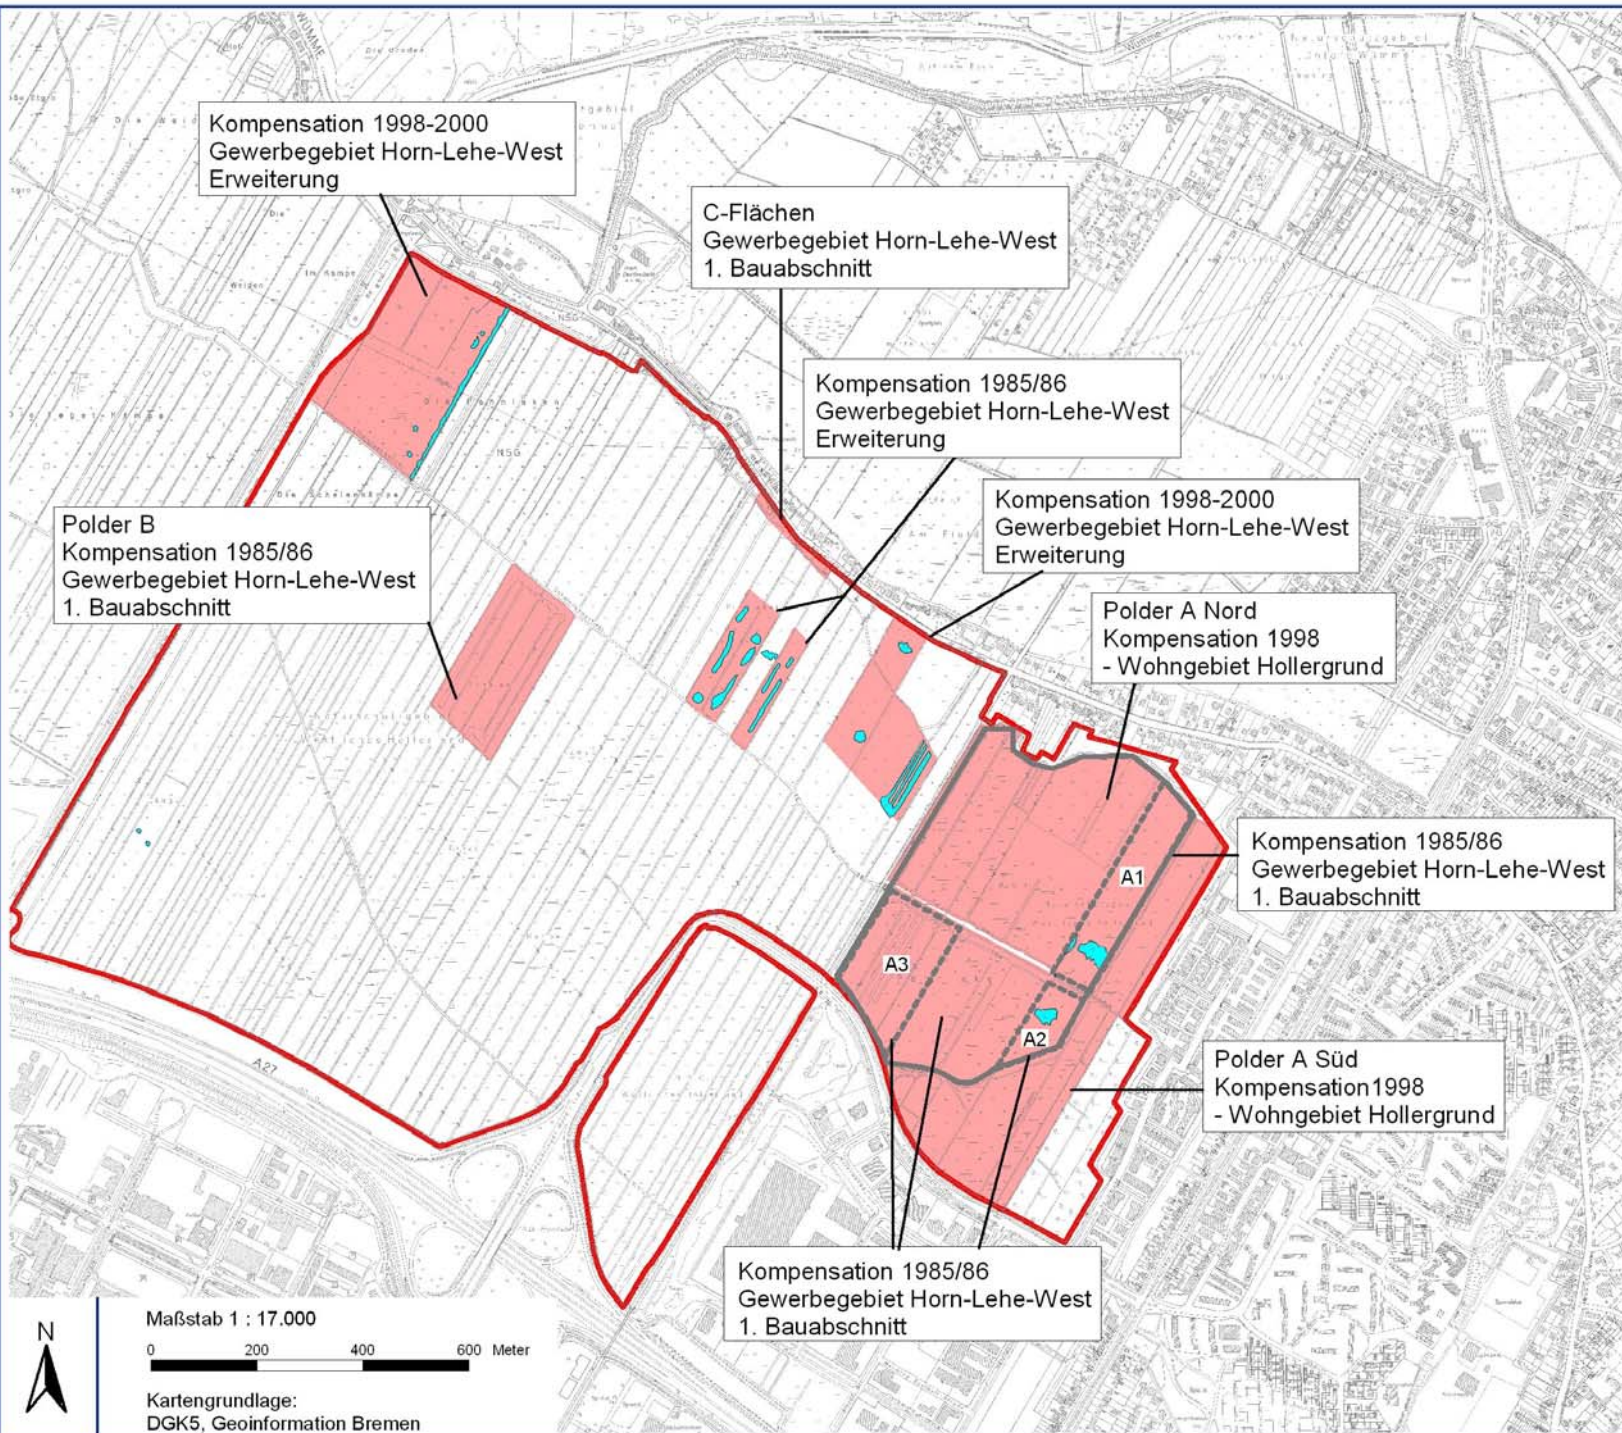 WÜMME
Kompensation 1998-2000
Gewerbegebiet Horn-Lehe-West
Erweiterung
C-Flächen
Gewerbegebiet Horn-Lehe-West
1. Bauabschnitt
Kompensation 1985/86
Gewerbegebiet Horn-Lehe-West
Erweiterung
NSG
NSG
Kompensation 1998-2000
Gewerbegebiet Horn-Lehe-West
Erweiterung
Polder B
Kompensation 1985/86
Gewerbegebiet Horn-Lehe-West
1. Bauabschnitt
Polder A Nord
Kompensation 1998
- Wohngebiet Hollergrund
A1
Kompensation 1985/86
Gewerbegebiet Horn-Lehe-West
1. Bauabschnitt
A3
A2
A27
Polder A Süd
Kompensation1998
- Wohngebiet Hollergrund
Kompensation 1985/86
Gewerbegebiet Horn-Lehe-West
1. Bauabschnitt
N
Maßstab 1 : 17.000
0 200 400 600 Meter
Kartengrundlage:
DGK5, Geoinformation Bremen